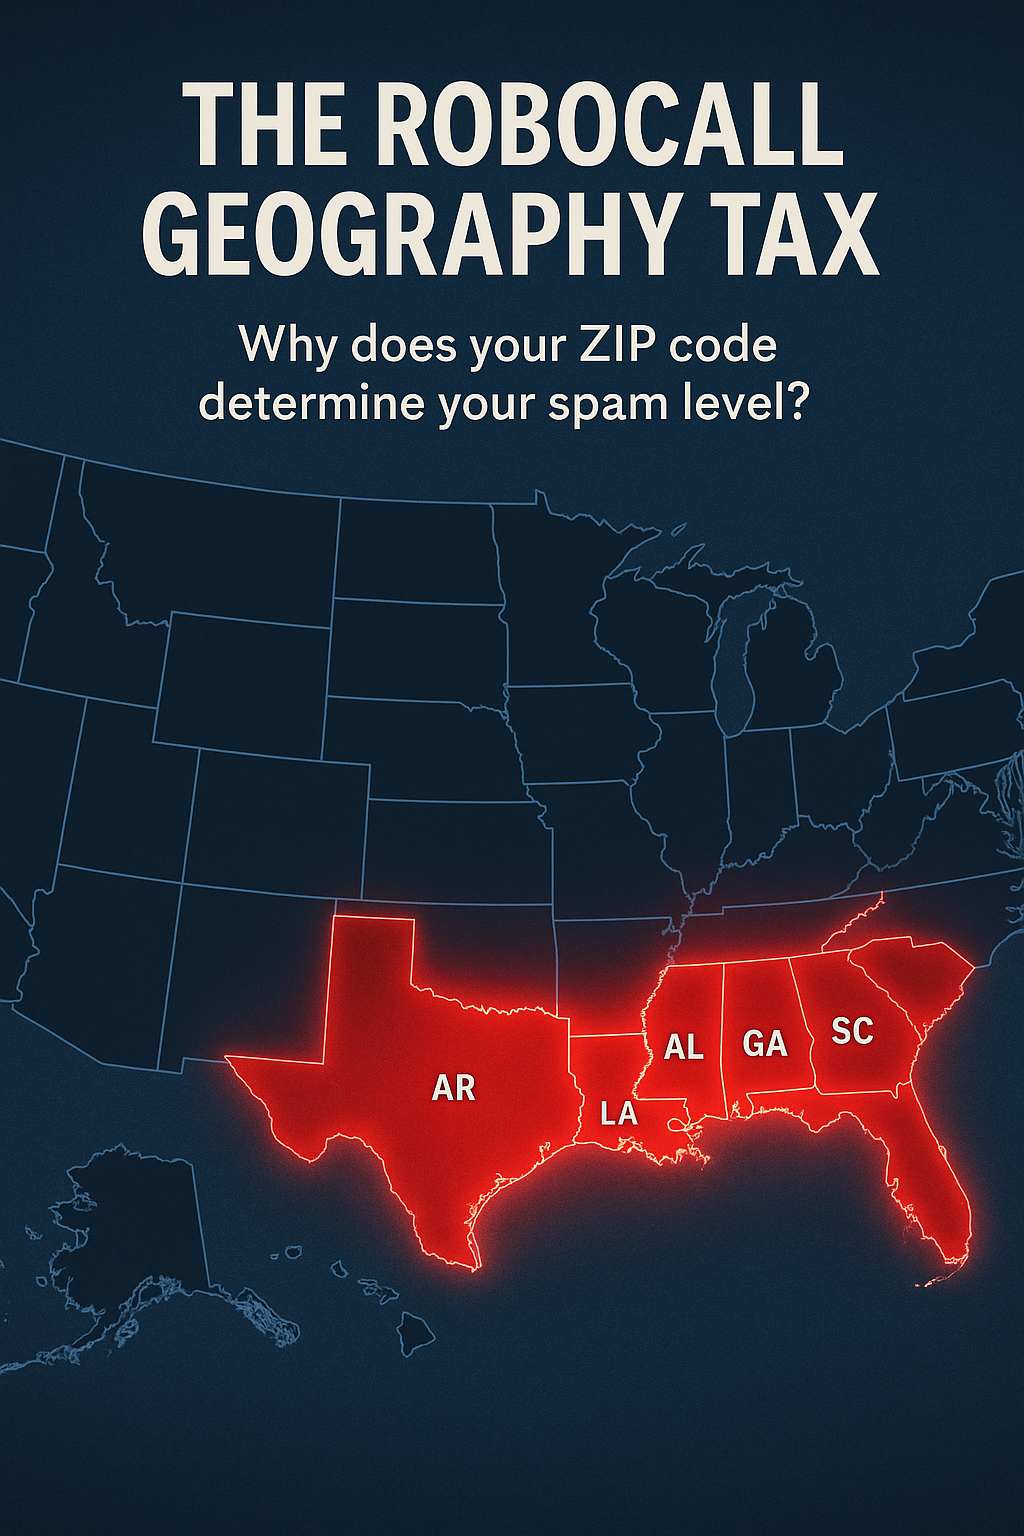 THE ROBOCALL
GEOGRAPHY TAX
Why does your ZIP code
determine your spam level?
AL
GA
SC
AR
LA